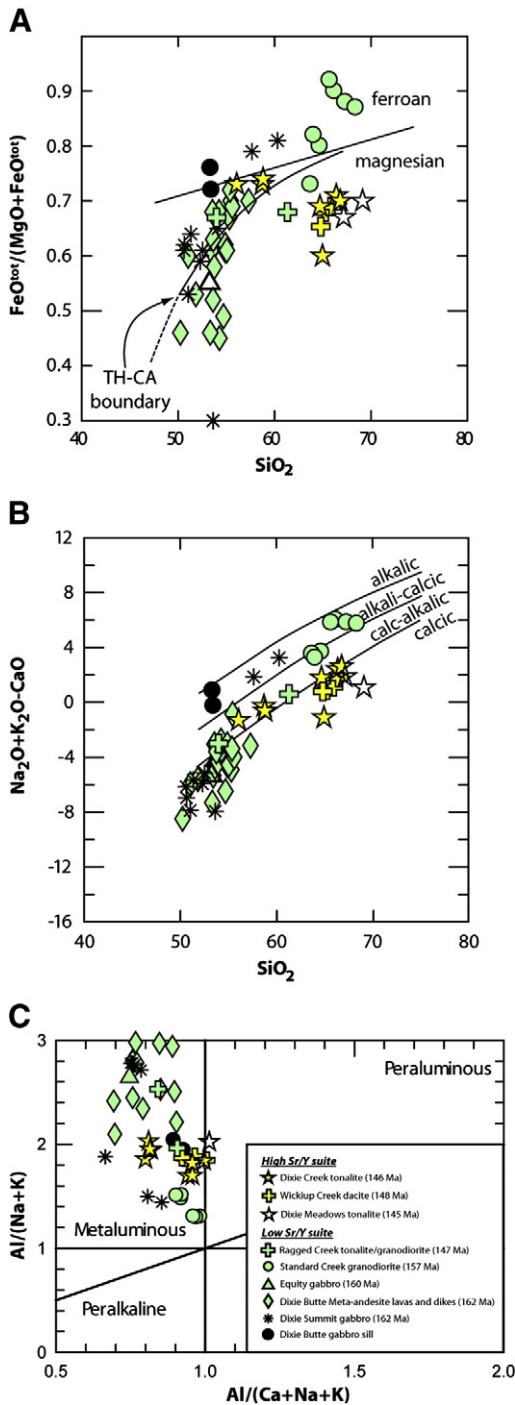 A
0.9
0.8
0.7
0.6
0.5
0.4
0.3
FeOtot/(MgO+FeOtot)
ferroan
magnesian
TH-CA
boundary
40
50
60
70
80
SiO2
B
12
8
4
0
-4
-8
-12
-16
Na2O+K2O-CaO
alkalic
alkali-calcic
calc-alkalic
calcic
40
50
60
70
80
SiO2
C
3
2
1
0
Al/(Na+K)
Peraluminous
Metaluminous
Peralkaline
High Sr/Y suite
Dixie Creek tonalite (146 Ma)
Wickiup Creek dacite (148 Ma)
Dixie Meadows tonalite (145 Ma)
Low Sr/Y suite
Ragged Creek tonalite/granodiorite (147 Ma)
Standard Creek granodiorite (157 Ma)
Equity gabbro (160 Ma)
Dixie Butte Meta-andesite lavas and dikes (162 Ma)
Dixie Summit gabbro (162 Ma)
Dixie Butte gabbro sill
0.5
1.0
1.5
2.0
Al/(Ca+Na+K)